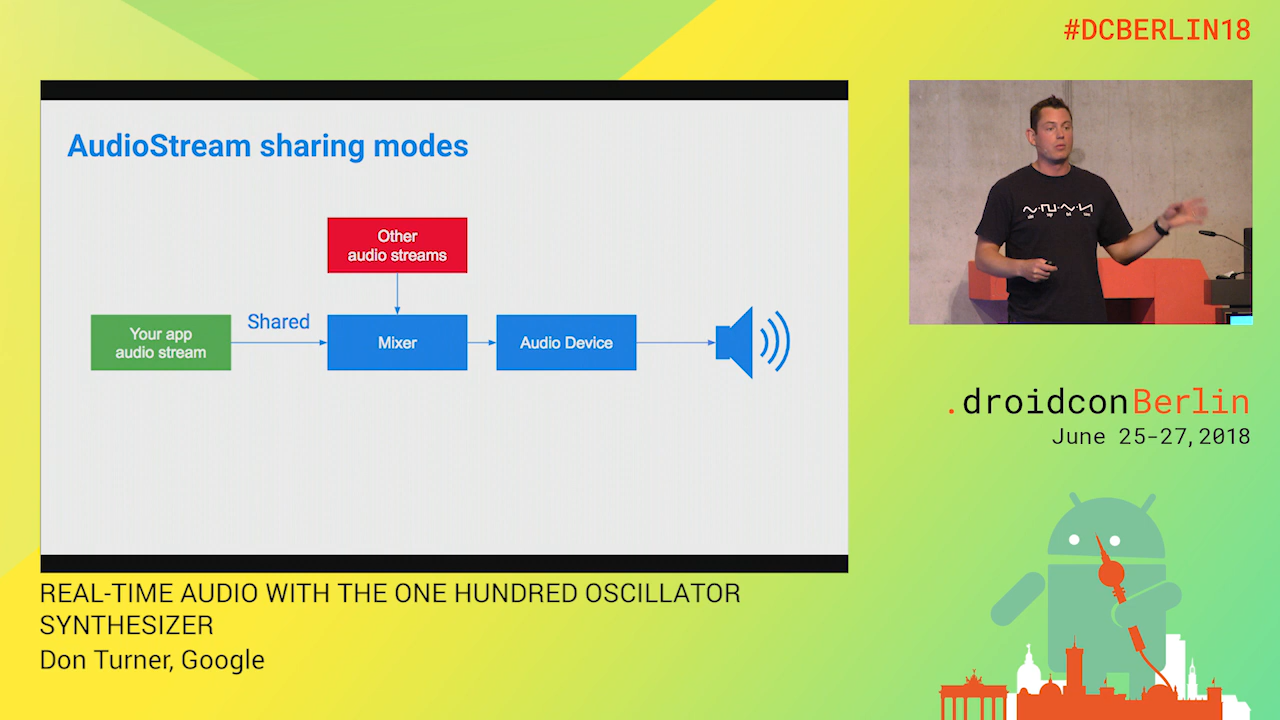 #DCBERLIN18
AudioStream sharing modes
Other
audio streams
Your app
audio stream
Shared
Mixer
Audio Device
.droidconBerlin
June 25-27, 2018
REAL-TIME AUDIO WITH THE ONE HUNDRED OSCILLATOR
SYNTHESIZER
Don Turner, Google